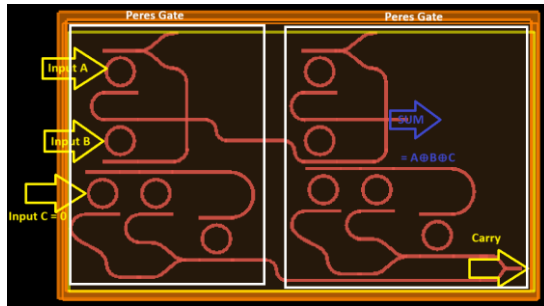 Peres Gate
Peres Gate
Input A
Input B
Input C = 0
SUM
= A⊕B⊕C
Carry